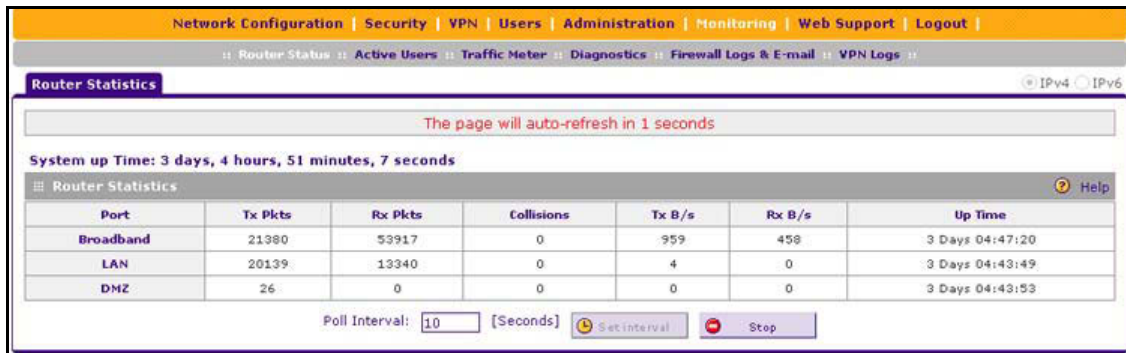 Network Configuration | Security | VPN | Users | Administration | Monitoring | Web Support | Logout |
:: Router Status :: Active Users :: Traffic Meter :: Diagnostics :: Firewall Logs & E-mail :: VPN Logs ::
Router Statistics IPv4 IPv6
The page will auto-refresh in 1 seconds
System up Time: 3 days, 4 hours, 51 minutes, 7 seconds
Router Statistics Help
Port Tx Pkts Rx Pkts Collisions Tx B/s Rx B/s Up Time
Broadband 21380 53917 0 959 458 3 Days 04:47:20
LAN 20139 13340 0 4 0 3 Days 04:43:49
DMZ 26 0 0 0 0 3 Days 04:43:53
Poll Interval: 10 [Seconds] Set interval Stop